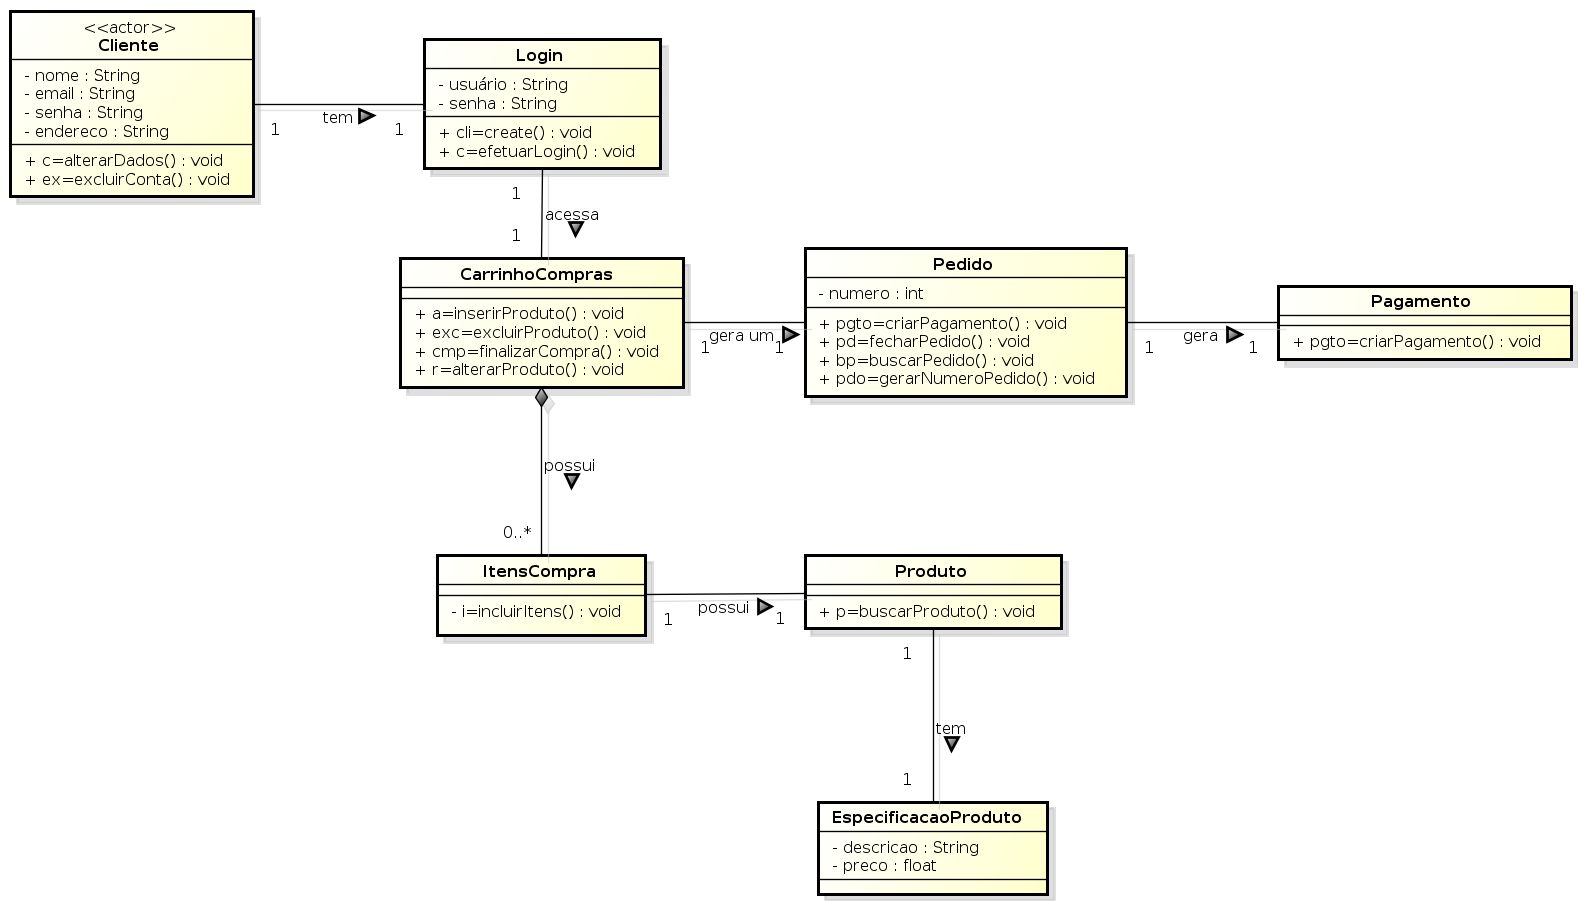 <<actor>>
Cliente
- nome : String
- email : String
- senha : String
- endereco : String
+ c=alterarDados() : void
+ ex=excluirConta() : void
1
tem
1
Login
- usuário : String
- senha : String
+ cli=create() : void
+ c=efetuarLogin() : void
1
acessa
1
CarrinhoCompras
+ a=inserirProduto() : void
+ exc=excluirProduto() : void
+ cmp=finalizarCompra() : void
+ r=alterarProduto() : void
1
gera um
1
Pedido
- numero : int
+ pgto=criarPagamento() : void
+ pd=fecharPedido() : void
+ bp=buscarPedido() : void
+ pdo=gerarNumeroPedido() : void
1
gera
1
Pagamento
+ pgto=criarPagamento() : void
possui
0..*
ItensCompra
- i=incluirItens() : void
1
possui
1
Produto
+ p=buscarProduto() : void
1
tem
1
EspecificacaoProduto
- descricao : String
- preco : float